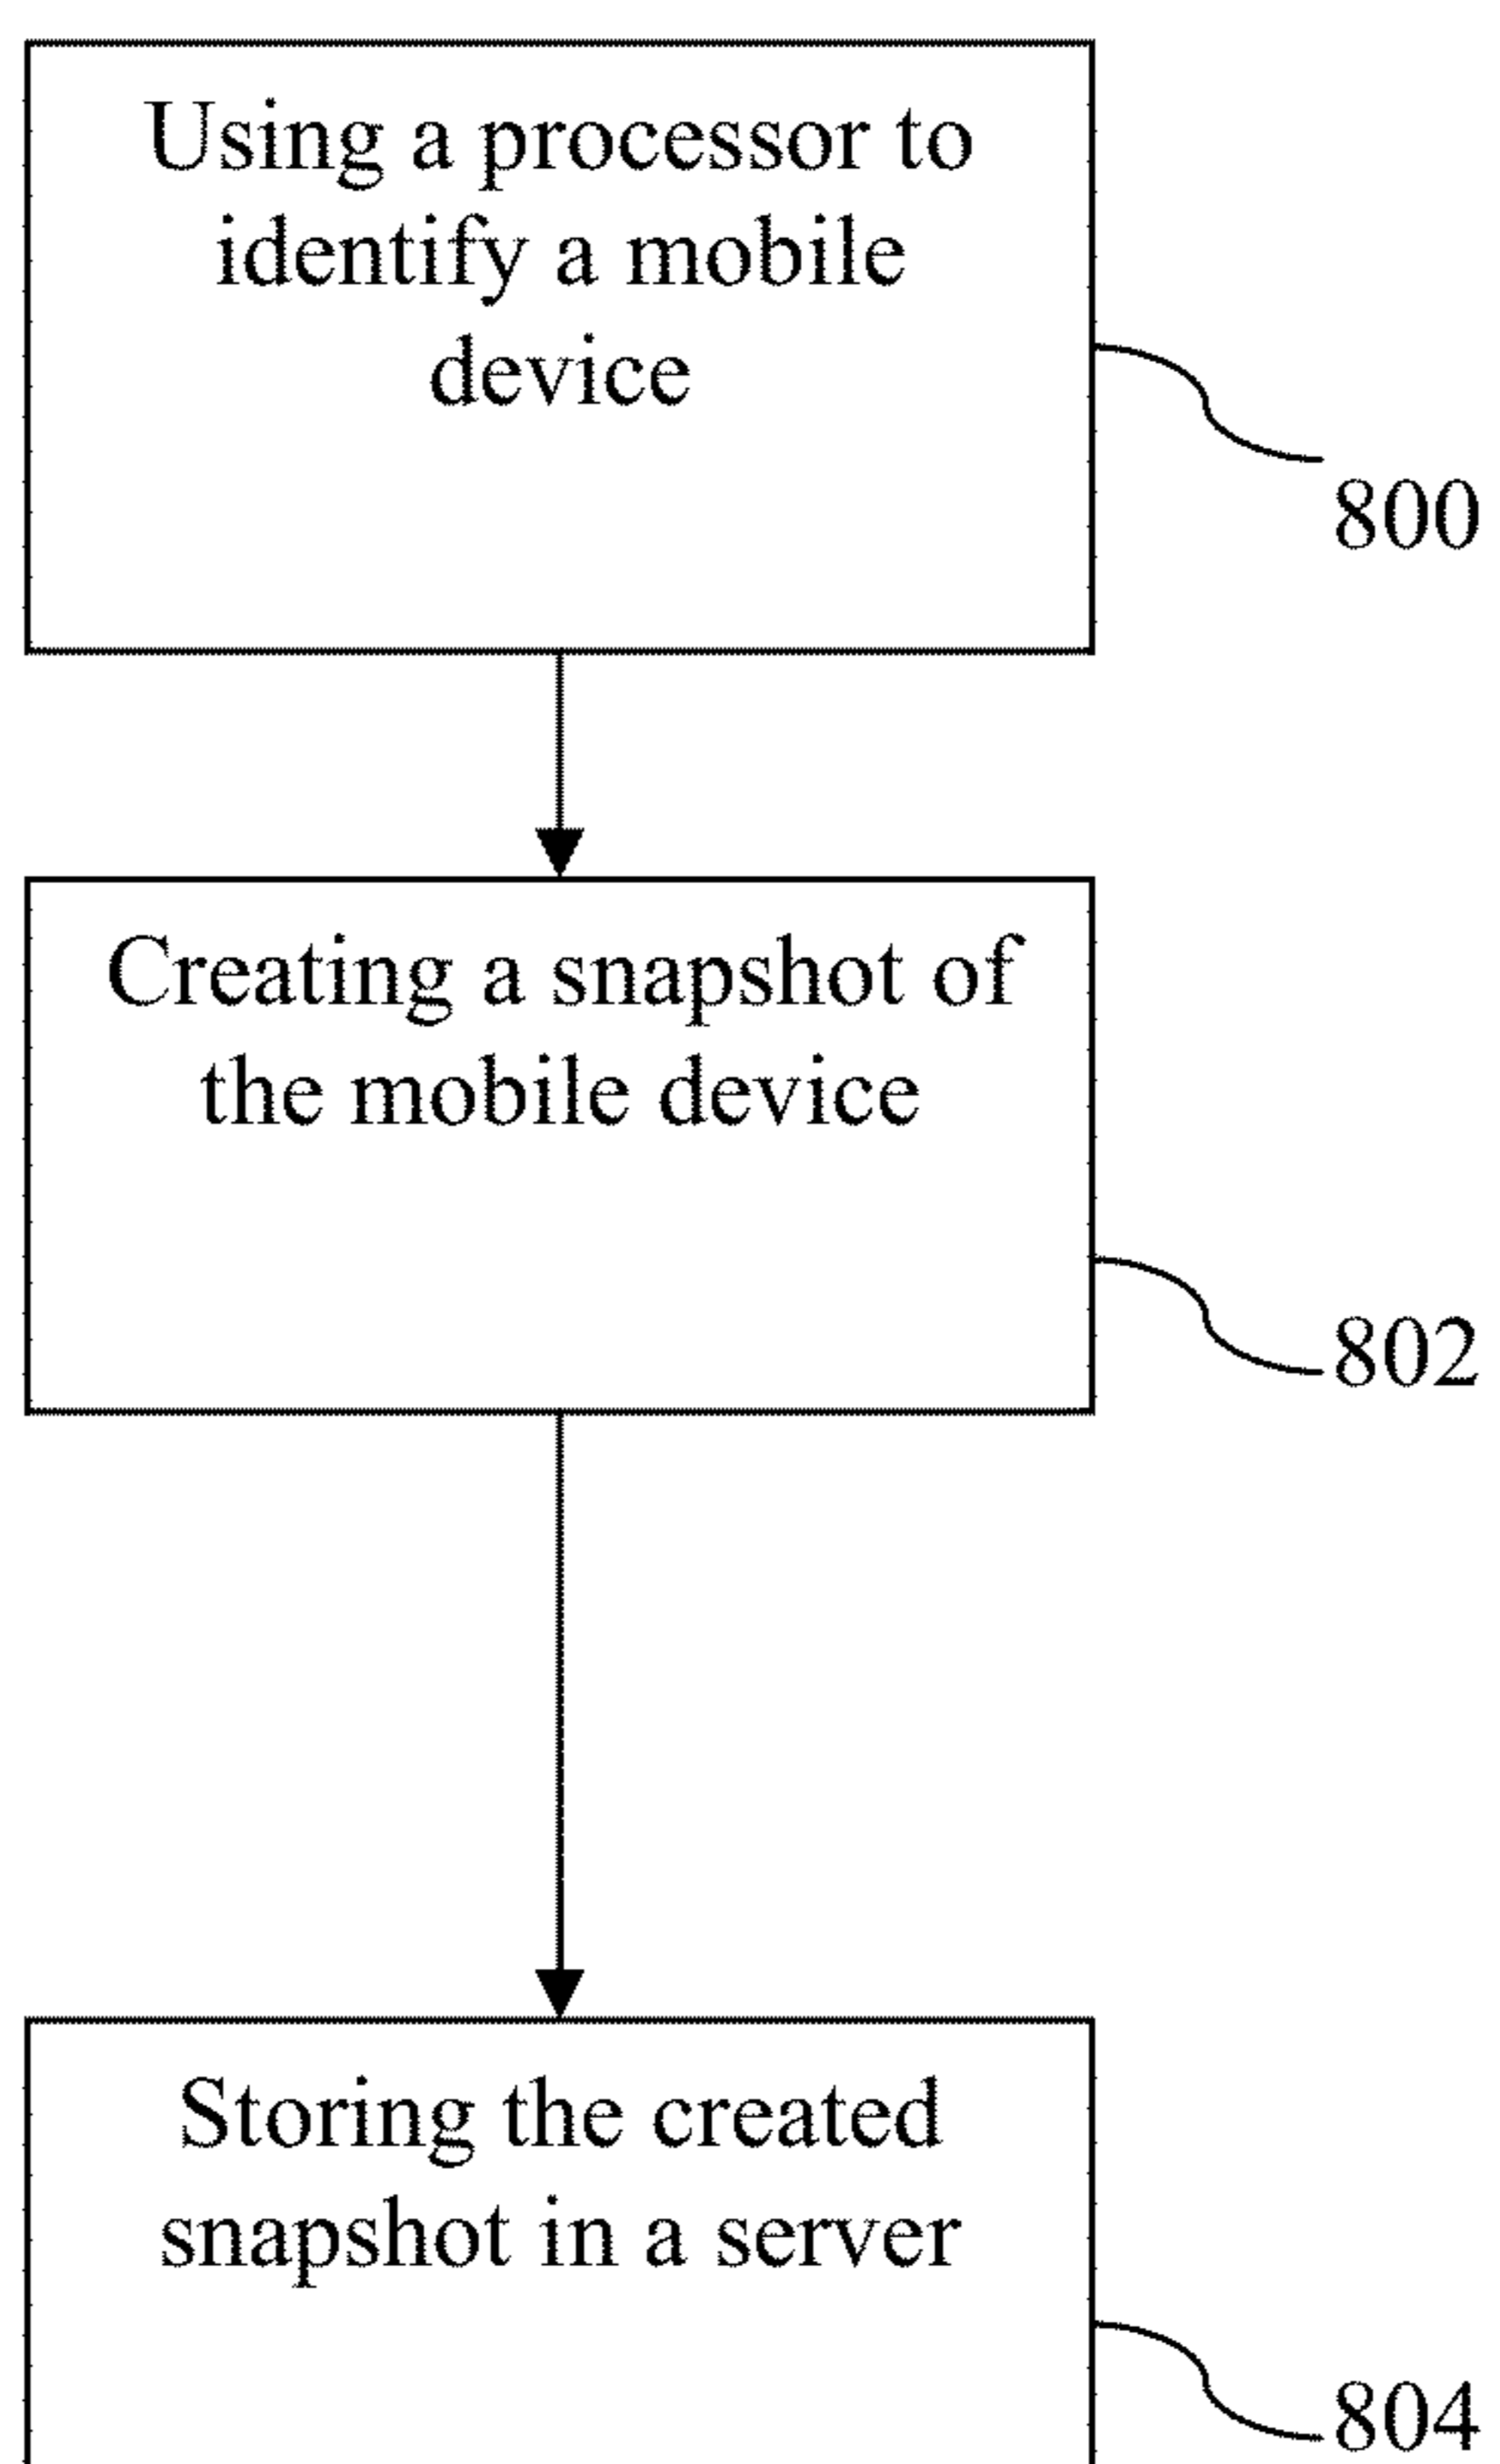 Using a processor to
identify a mobile
device
800
Creating a snapshot of
the mobile device
802
Storing the created
snapshot in a server
804